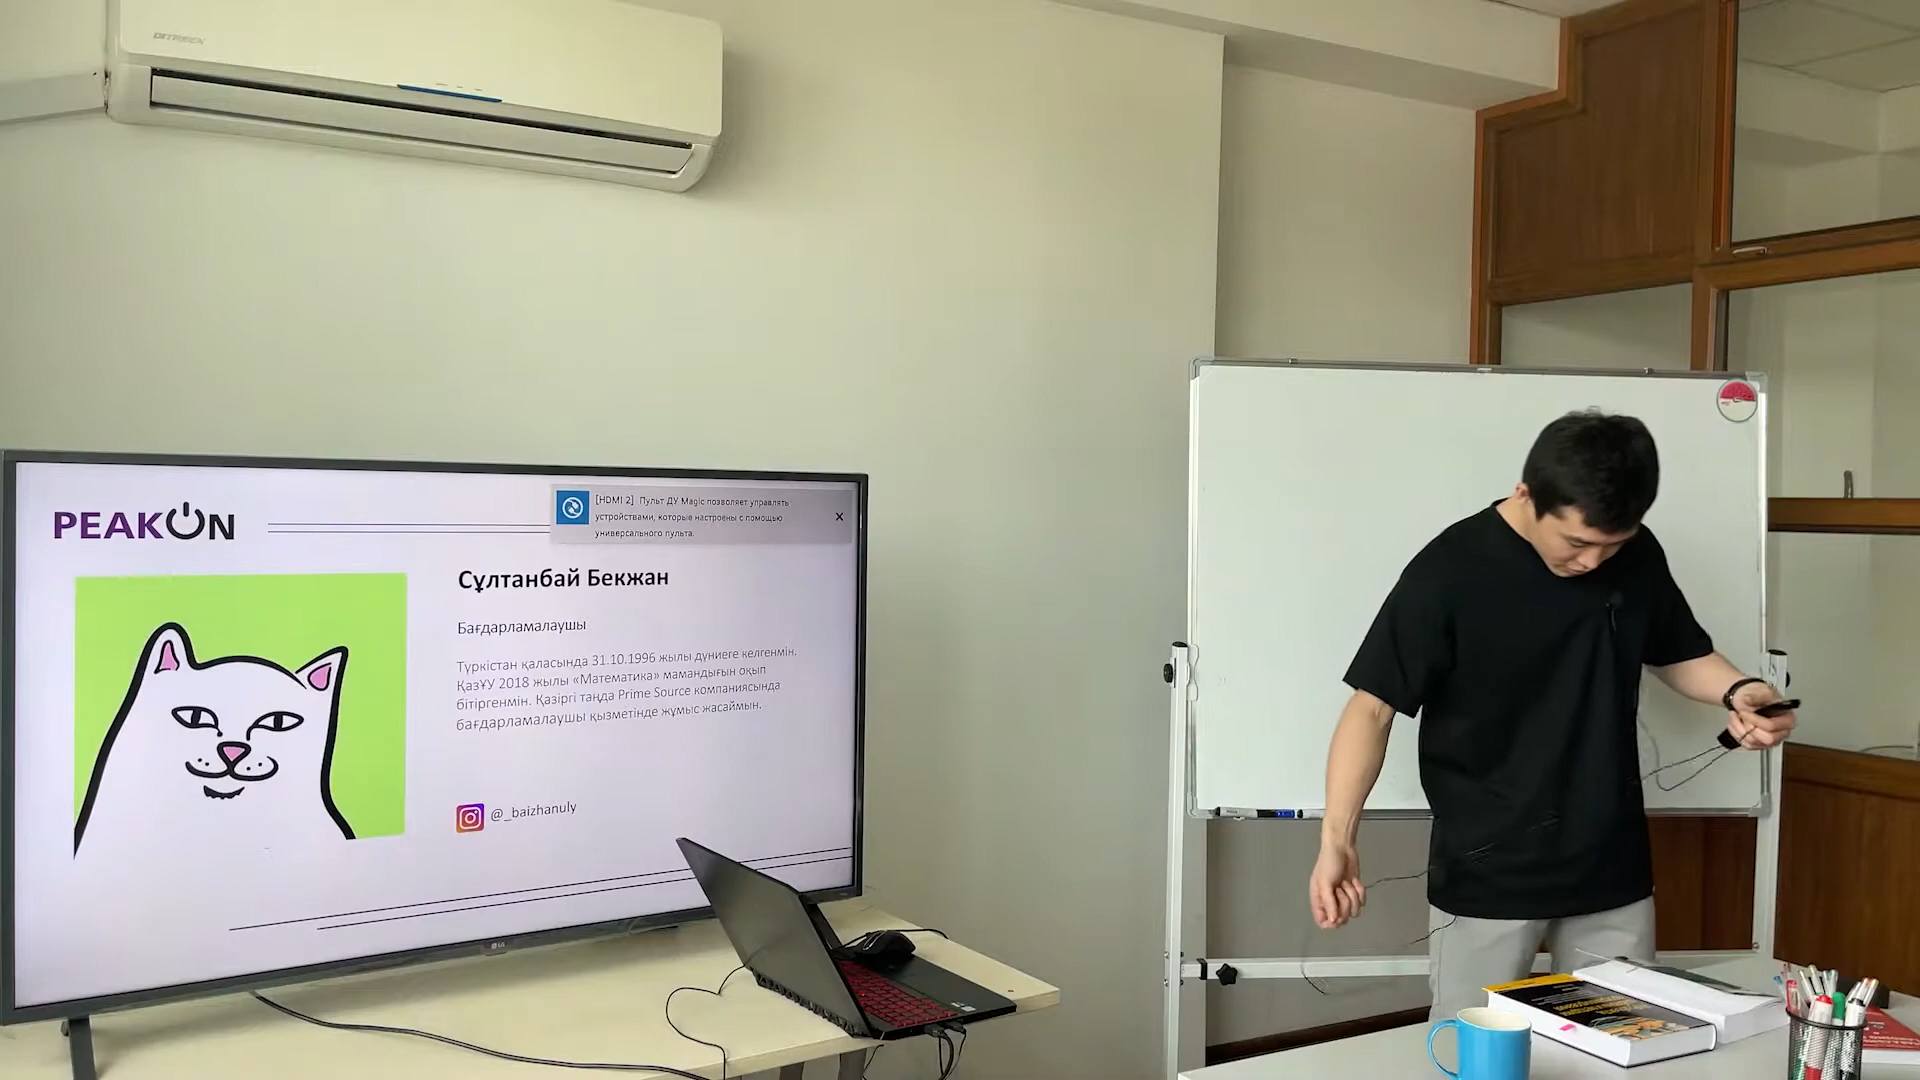 PEAKON
[HDMI 2] Пульт ДУ Magic позволяет управлять
устройствами, которые настроены с помощью
универсального пульта.
Сұлтанбай Бекжан
Бағдарламалаушы
Түркістан қаласында 31.10.1996 жылы дүниеге келгенмін.
ҚазҰУ 2018 жылы «Математика» мамандығын оқып
бітіргенмін. Қазіргі таңда Prime Source компаниясында
бағдарламалаушы қызметінде жұмыс жасаймын.
@_baizhanuly
LG